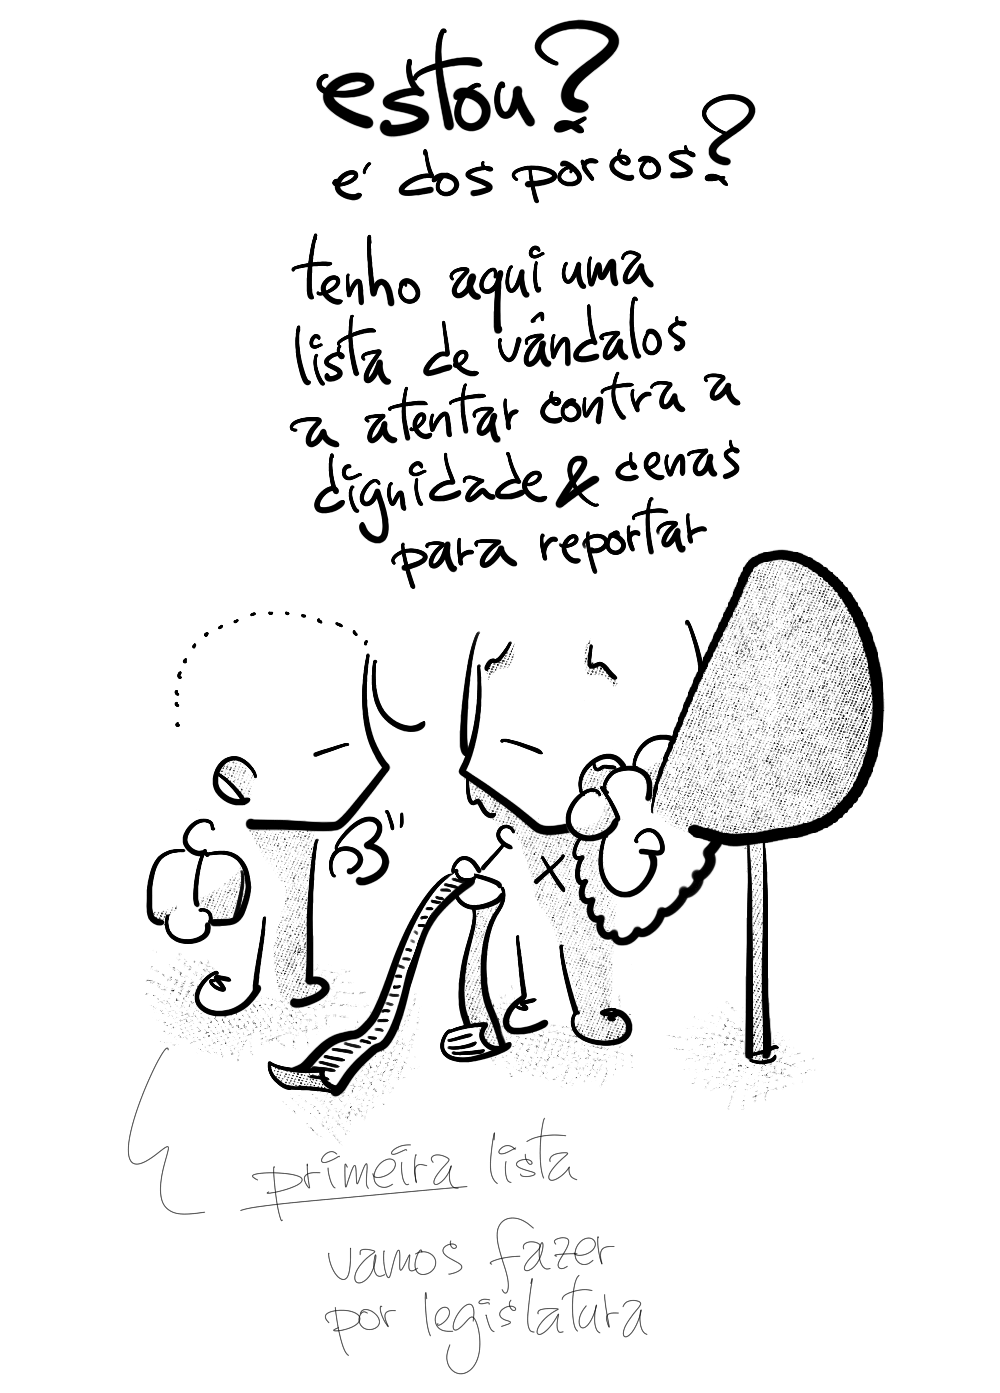 estou?
é dos porcos?
tenho aqui uma
lista de vândalos
a atentar contra a
dignidade & cenas
para reportar
primeira lista
vamos fazer
por legislatura